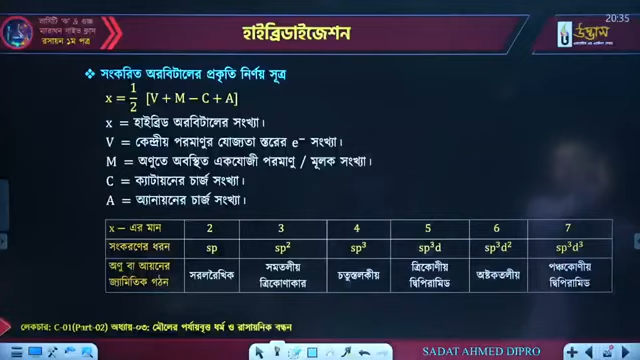 ভার্সিটি 'ক' & গুচ্ছ
ম্যারাথন লাইভ ক্লাস
রসায়ন ১ম পত্র
হাইব্রিডাইজেশন
20:35
উদ্ভাস
❖ সংকরিত অরবিটালের প্রকৃতি নির্ণয় সূত্র
x = 1/2 [V + M − C + A]
x = হাইব্রিড অরবিটালের সংখ্যা।
V = কেন্দ্রীয় পরমাণুর যোজ্যতা স্তরের e⁻ সংখ্যা।
M = অণুতে অবস্থিত একযোজী পরমাণু / মূলক সংখ্যা।
C = ক্যাটায়নের চার্জ সংখ্যা।
A = অ্যানায়নের চার্জ সংখ্যা।
x − এর মান 2 3 4 5 6 7
সংকরণের ধরন sp sp² sp³ sp³d sp³d² sp³d³
অণু বা আয়নের সরলরৈখিক সমতলীয় চতুস্তলকীয় ত্রিকোণীয় অষ্টকতলীয় পঞ্চকোণীয়
জ্যামিতিক গঠন ত্রিকোণাকার দ্বিপিরামিড দ্বিপিরামিড
লেকচার: C-01(Part-02) অধ্যায়-০৩: মৌলের পর্যায়বৃত্ত ধর্ম ও রাসায়নিক বন্ধন
SADAT AHMED DIPRO